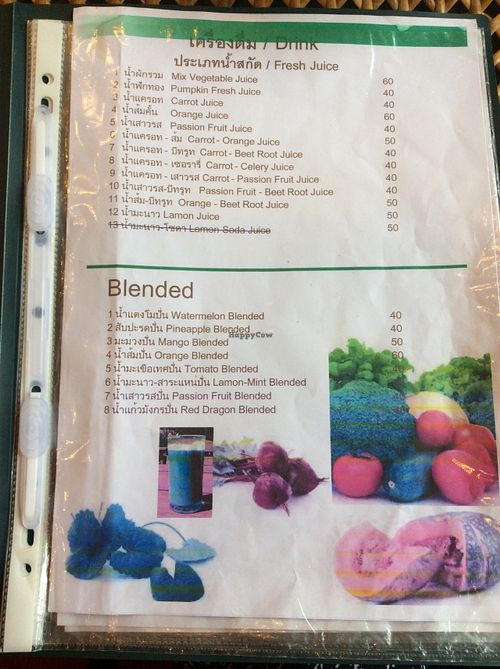 เครื่องดื่ม / Drink
ประเภทน้ำสกัด / Fresh Juice
1 น้ำผักรวม Mix Vegetable Juice 60
2 น้ำฟักทอง Pumpkin Fresh Juice 40
3 น้ำแครอท Carrot Juice 40
4 น้ำส้มคั้น Orange Juice 60
5 น้ำเสาวรส Passion Fruit Juice 40
6 น้ำแครอท - ส้ม Carrot - Orange Juice 50
7 น้ำแครอท - บีทรูท Carrot - Beet Root Juice 40
8 น้ำแครอท - เซอรารี่ Carrot - Celery Juice 40
9 น้ำแครอท - เสาวรส Carrot - Passion Fruit Juice 40
10 น้ำเสาวรส-บีทรูท Passion Fruit - Beet Root Juice 40
11 น้ำส้ม-บีทรูท Orange - Beet Root Juice 50
12 น้ำมะนาว Lamon Juice 50
13 น้ำมะนาว-โซดา Lamon Soda Juice 50
Blended
1 น้ำแตงโมปั่น Watermelon Blended 40
2 สับปะรดปั่น Pineapple Blended 40
3 มะม่วงปั่น Mango Blended 50
4 น้ำส้มปั่น Orange Blended 60
5 น้ำมะเขือเทศปั่น Tomato Blended 40
6 น้ำมะนาว-สาระแหน่ปั่น Lamon-Mint Blended
7 น้ำเสาวรสปั่น Passion Fruit Blended
8 น้ำแก้วมังกรปั่น Red Dragon Blended
HappyCow